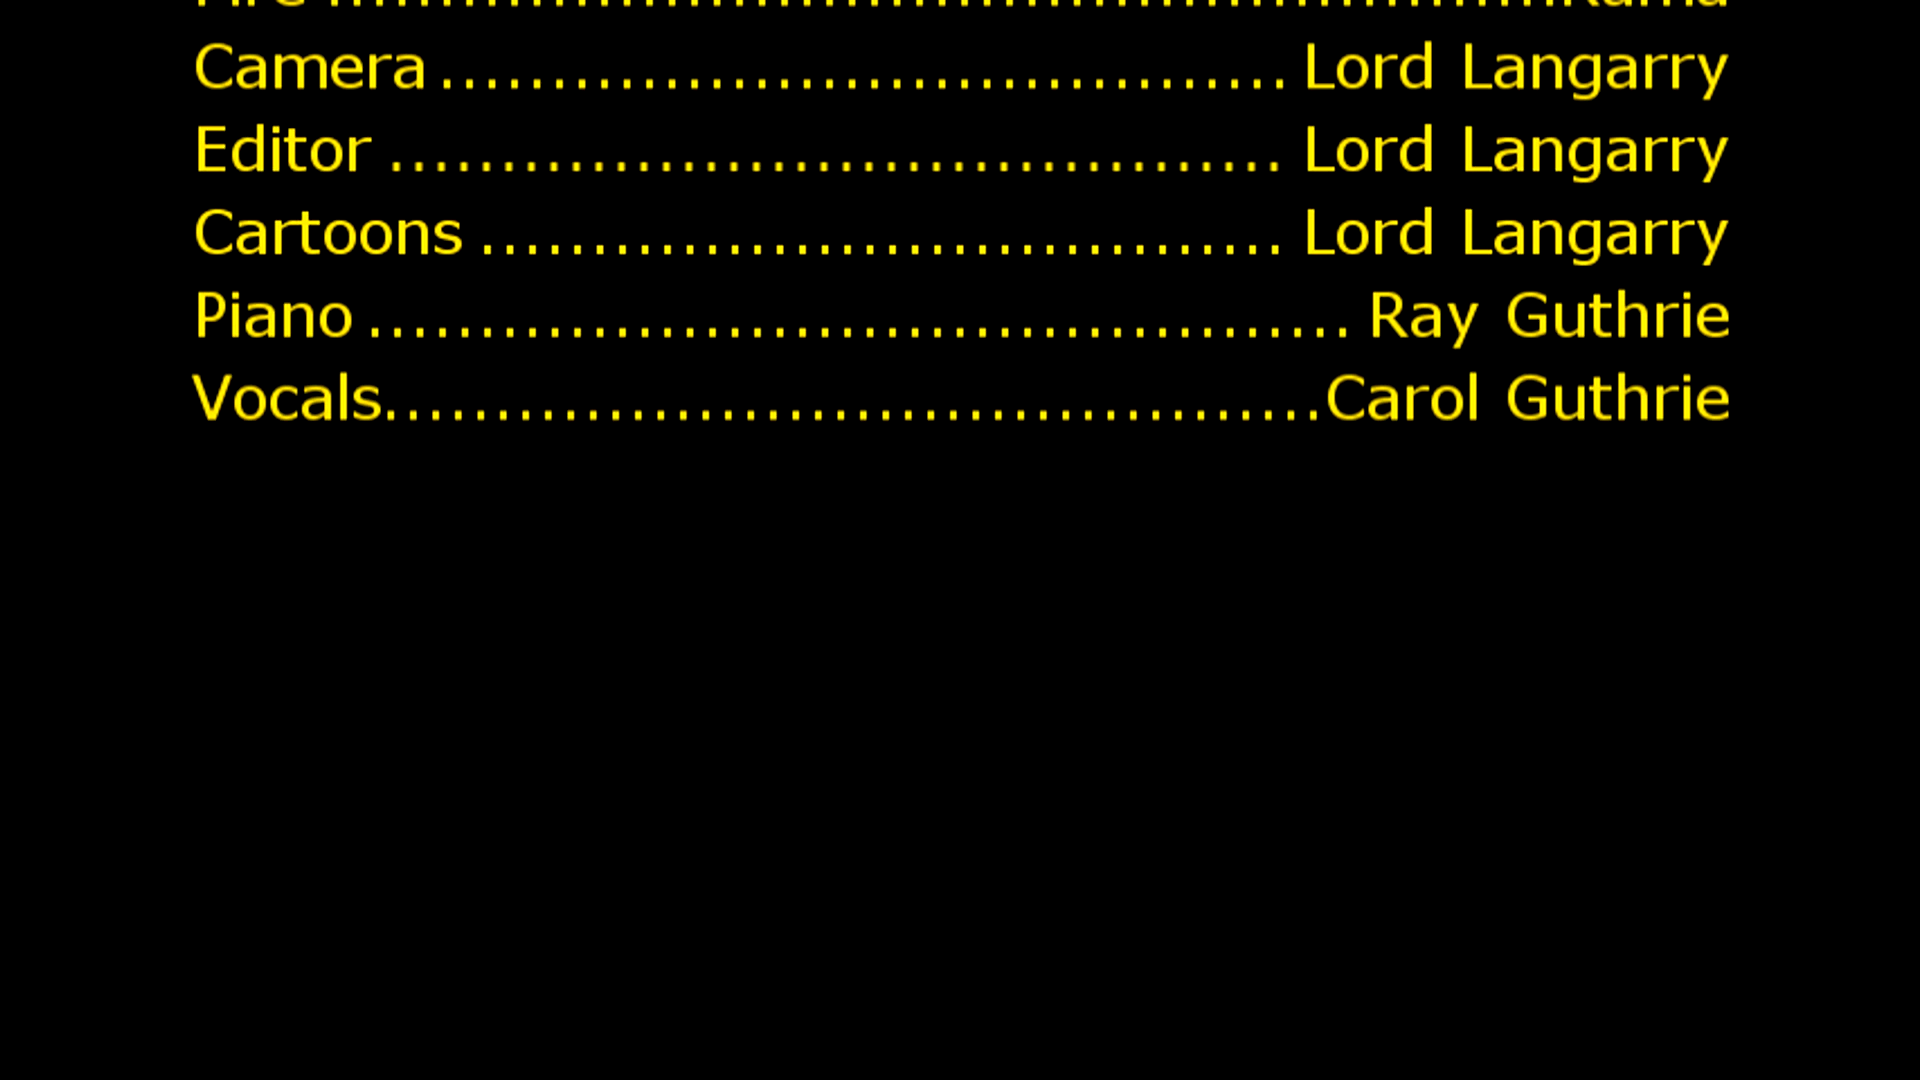 Camera...................................... Lord Langarry
Editor ........................................ Lord Langarry
Cartoons .................................... Lord Langarry
Piano ............................................ Ray Guthrie
Vocals..........................................Carol Guthrie